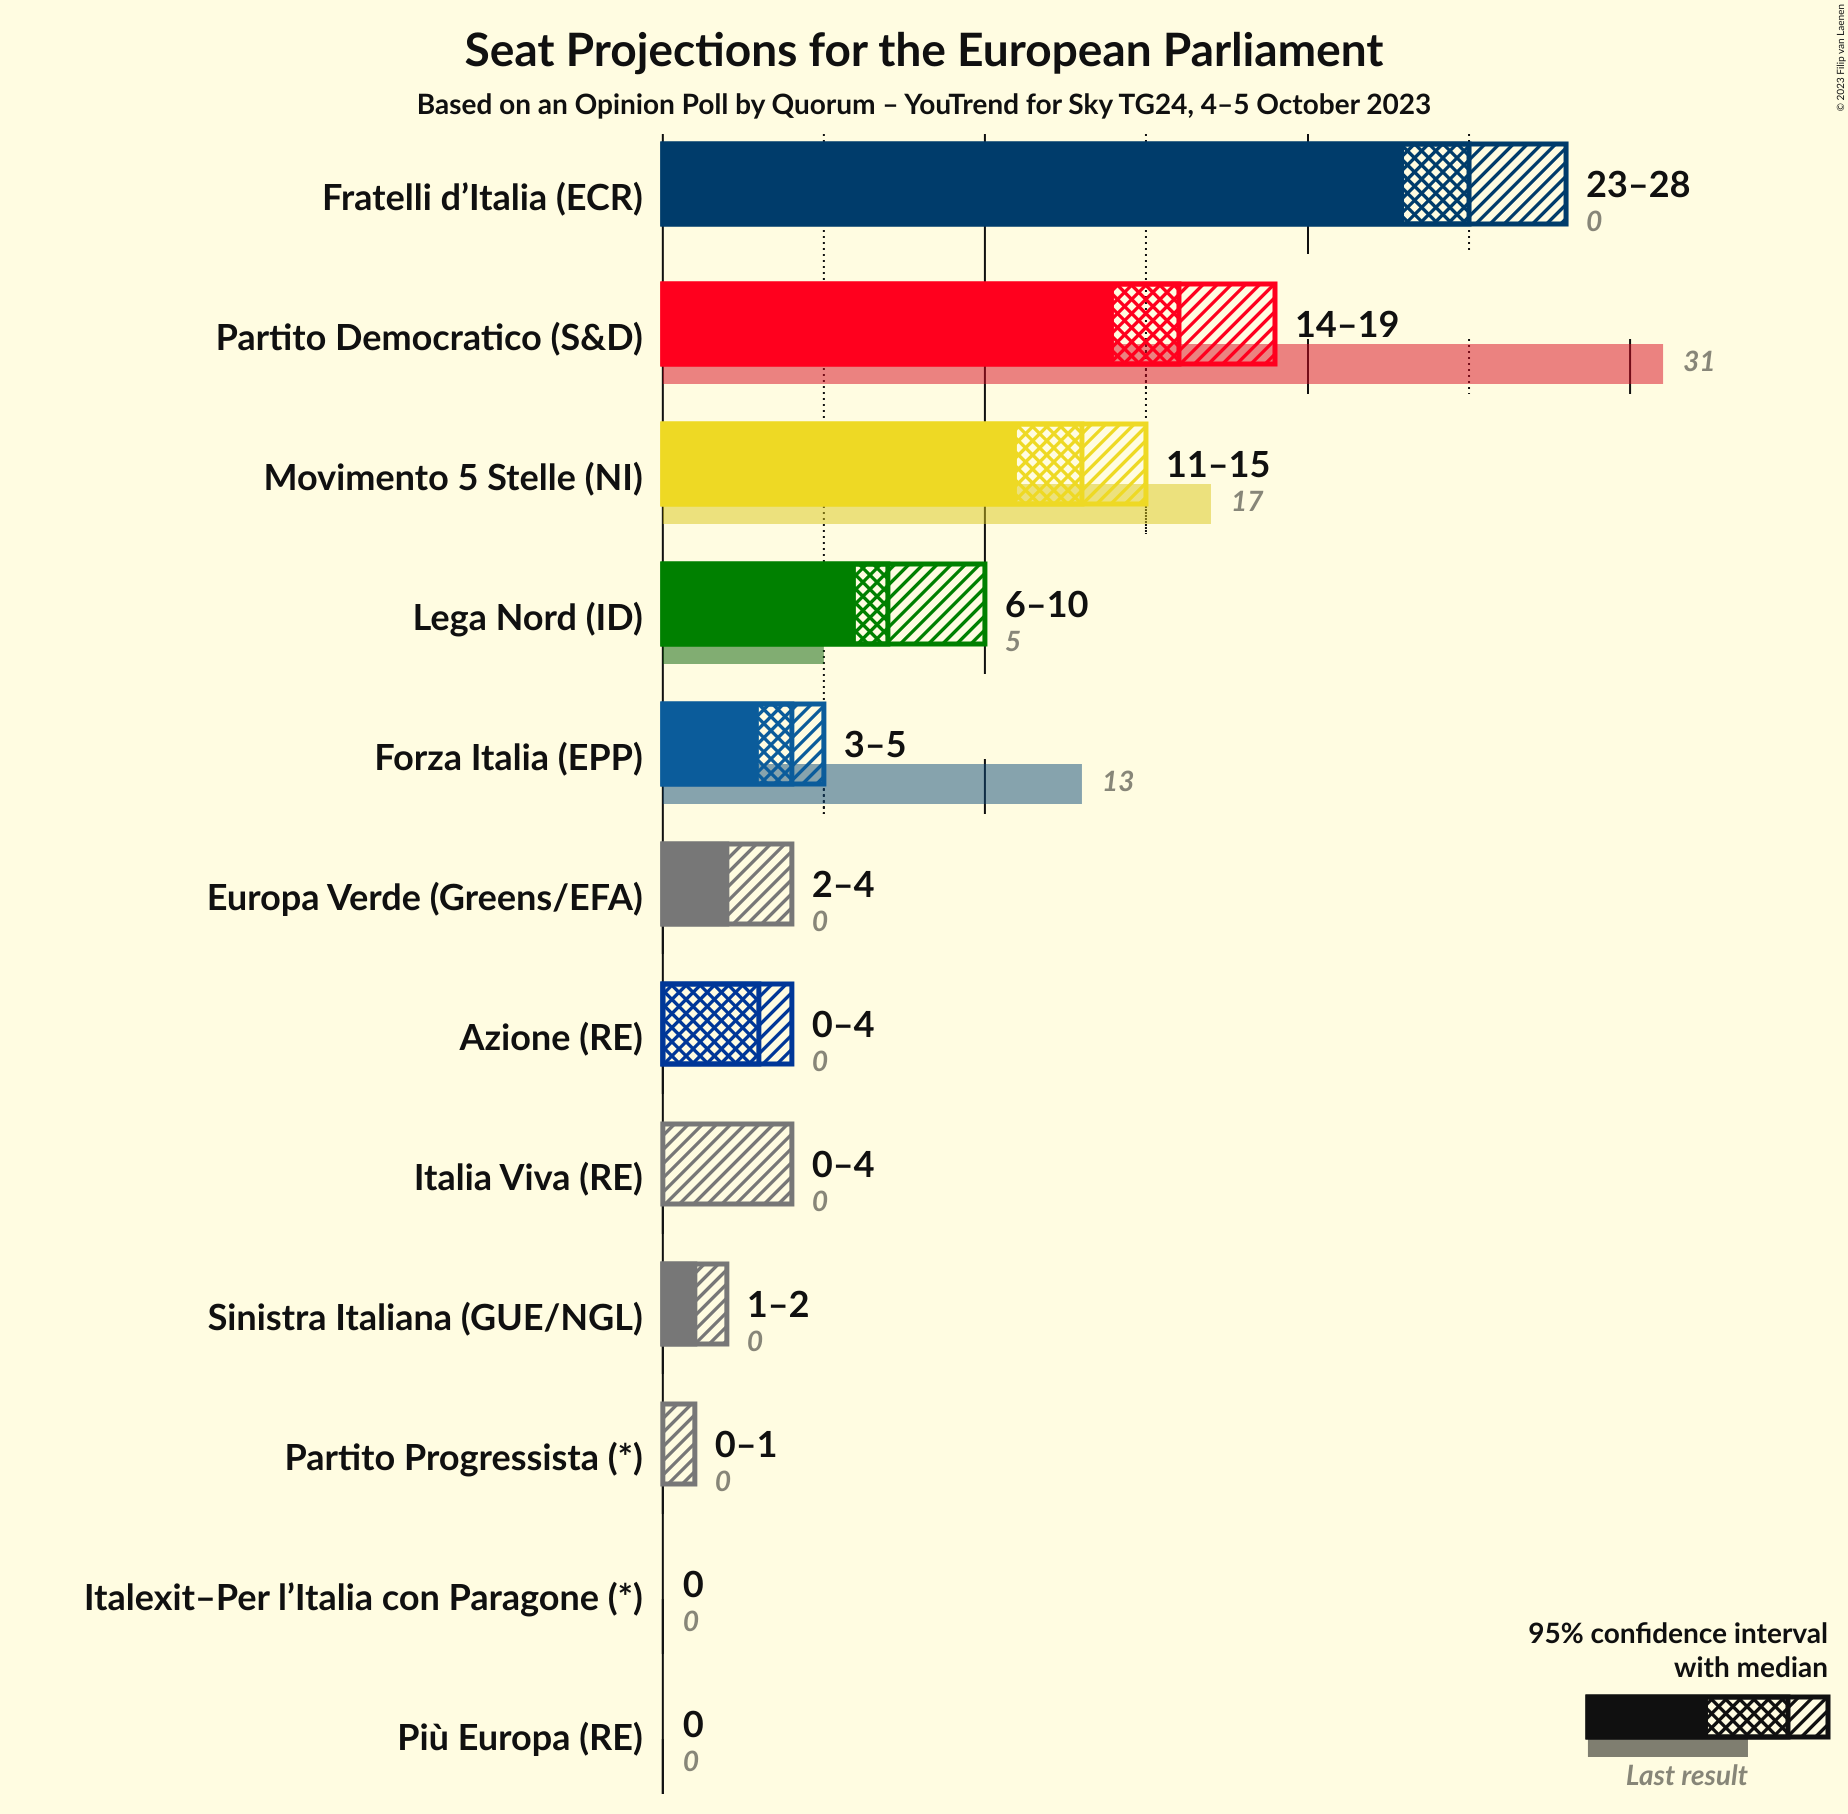 Seat Projections for the European Parliament
Based on an Opinion Poll by Quorum – YouTrend for Sky TG24, 4–5 October 2023
© 2023 Filip van Laenen
Fratelli d’Italia (ECR)
23–28
0
Partito Democratico (S&D)
14–19
31
Movimento 5 Stelle (NI)
11–15
17
Lega Nord (ID)
6–10
5
Forza Italia (EPP)
3–5
13
Europa Verde (Greens/EFA)
2–4
0
Azione (RE)
0–4
0
Italia Viva (RE)
0–4
0
Sinistra Italiana (GUE/NGL)
1–2
0
Partito Progressista (*)
0–1
0
Italexit–Per l’Italia con Paragone (*)
0
0
Più Europa (RE)
0
0
95% confidence interval
with median
Last result